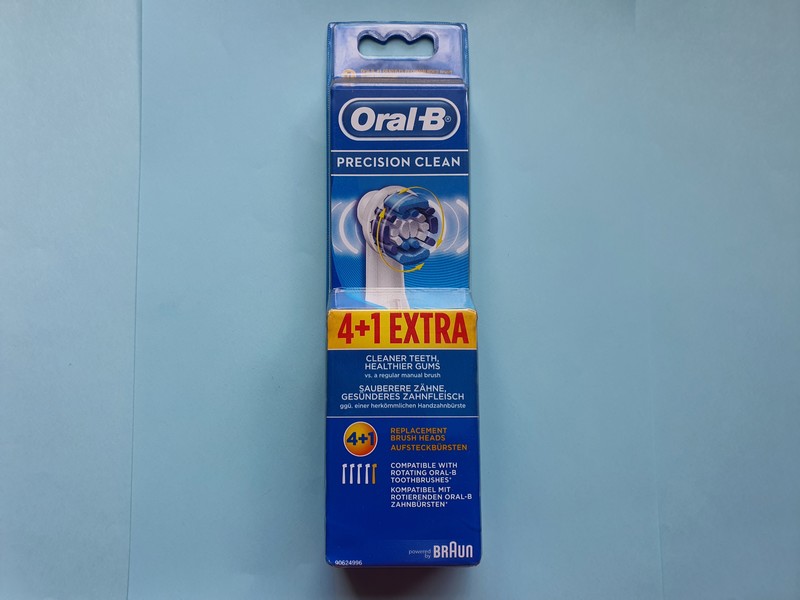 Oral-B®
PRECISION CLEAN
4+1 EXTRA
CLEANER TEETH,
HEALTHIER GUMS
vs. a regular manual brush
SAUBERERE ZÄHNE,
GESÜNDERES ZAHNFLEISCH
ggü. einer herkömmlichen Handzahnbürste
4+1
REPLACEMENT
BRUSH HEADS
AUFSTECKBÜRSTEN
COMPATIBLE WITH
ROTATING ORAL-B
TOOTHBRUSHES*
KOMPATIBEL MIT
ROTIERENDEN ORAL-B
ZAHNBÜRSTEN*
powered
by
BRAUN
90624996